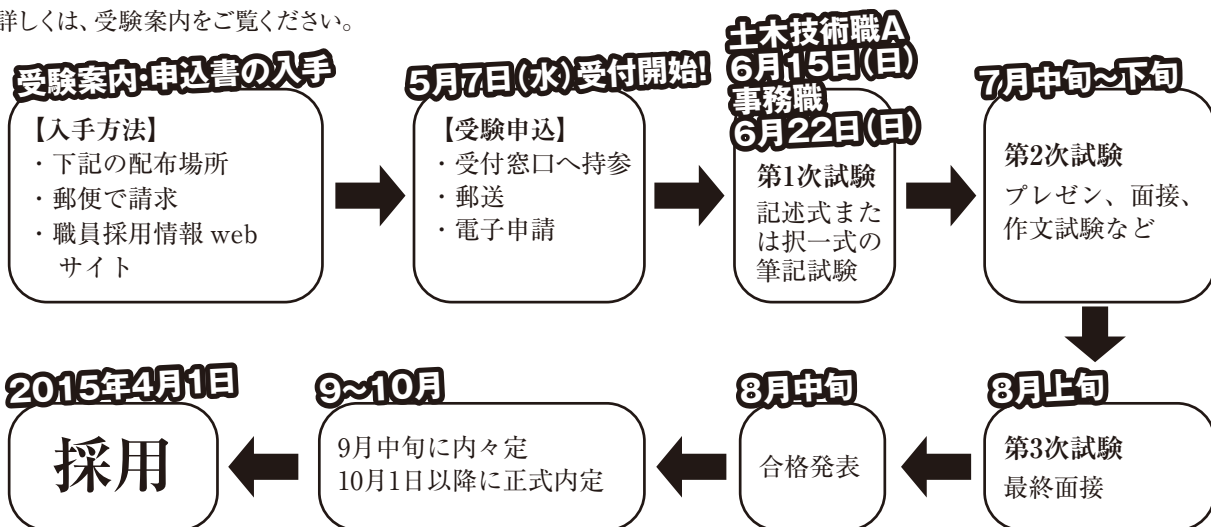 詳しくは、受験案内をご覧ください。
受験案内・申込書の入手
【入手方法】
・下記の配布場所
・郵便で請求
・職員採用情報 web
サイト
5月7日(水)受付開始!
【受験申込】
・受付窓口へ持参
・郵送
・電子申請
土木技術職A
6月15日(日)
事務職
6月22日(日)
第1次試験
記述式また
は択一式の
筆記試験
7月中旬~下旬
第2次試験
プレゼン、面接、
作文試験など
8月上旬
第3次試験
最終面接
8月中旬
合格発表
9~10月
9月中旬に内々定
10月1日以降に正式内定
2015年4月1日
採用